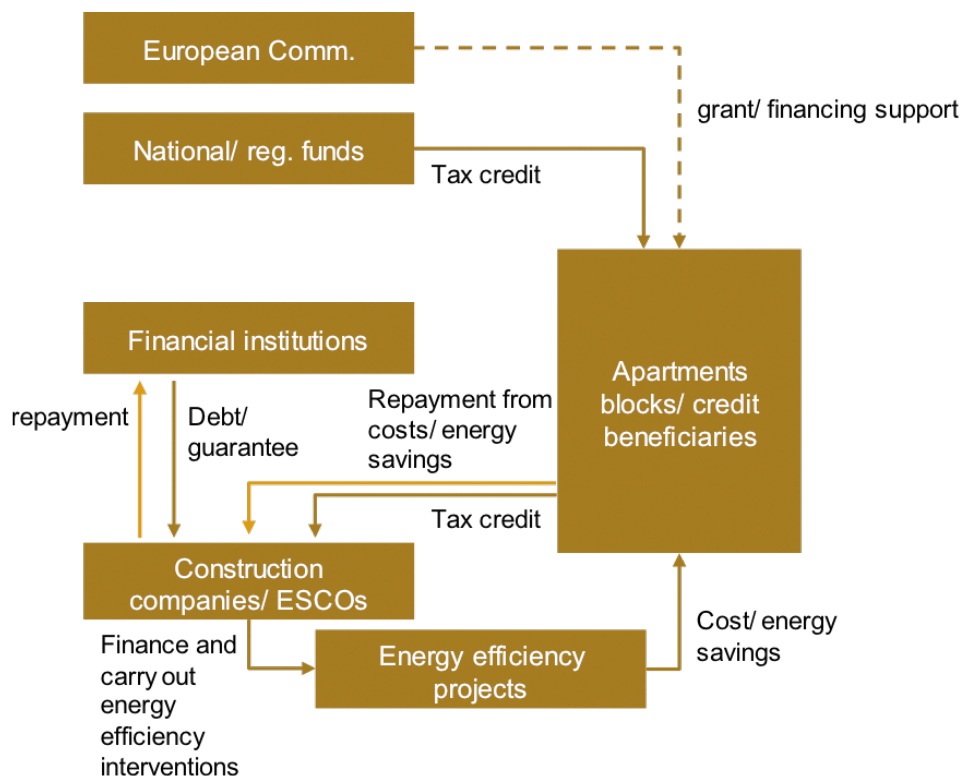 European Comm.
grant/ financing support
National/ reg. funds
Tax credit
Financial institutions
Apartments
blocks/ credit
beneficiaries
repayment
Debt/
guarantee
Repayment from
costs/ energy
savings
Tax credit
Construction
companies/ ESCOs
Finance and
carry out
energy
efficiency
interventions
Energy efficiency
projects
Cost/ energy
savings